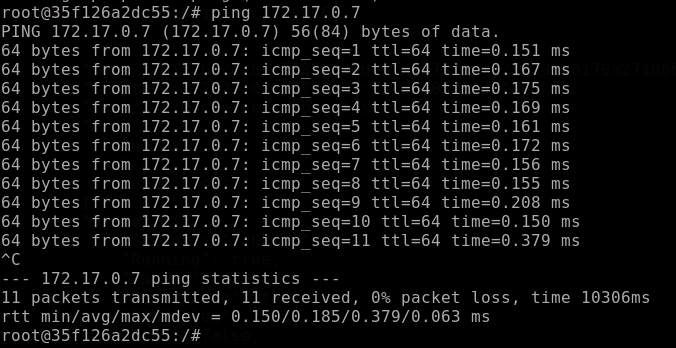 root@35f126a2dc55:/# ping 172.17.0.7
PING 172.17.0.7 (172.17.0.7) 56(84) bytes of data.
64 bytes from 172.17.0.7: icmp_seq=1 ttl=64 time=0.151 ms
64 bytes from 172.17.0.7: icmp_seq=2 ttl=64 time=0.167 ms
64 bytes from 172.17.0.7: icmp_seq=3 ttl=64 time=0.175 ms
64 bytes from 172.17.0.7: icmp_seq=4 ttl=64 time=0.169 ms
64 bytes from 172.17.0.7: icmp_seq=5 ttl=64 time=0.161 ms
64 bytes from 172.17.0.7: icmp_seq=6 ttl=64 time=0.172 ms
64 bytes from 172.17.0.7: icmp_seq=7 ttl=64 time=0.156 ms
64 bytes from 172.17.0.7: icmp_seq=8 ttl=64 time=0.155 ms
64 bytes from 172.17.0.7: icmp_seq=9 ttl=64 time=0.208 ms
64 bytes from 172.17.0.7: icmp_seq=10 ttl=64 time=0.150 ms
64 bytes from 172.17.0.7: icmp_seq=11 ttl=64 time=0.379 ms
^C
--- 172.17.0.7 ping statistics ---
11 packets transmitted, 11 received, 0% packet loss, time 10306ms
rtt min/avg/max/mdev = 0.150/0.185/0.379/0.063 ms
root@35f126a2dc55:/#